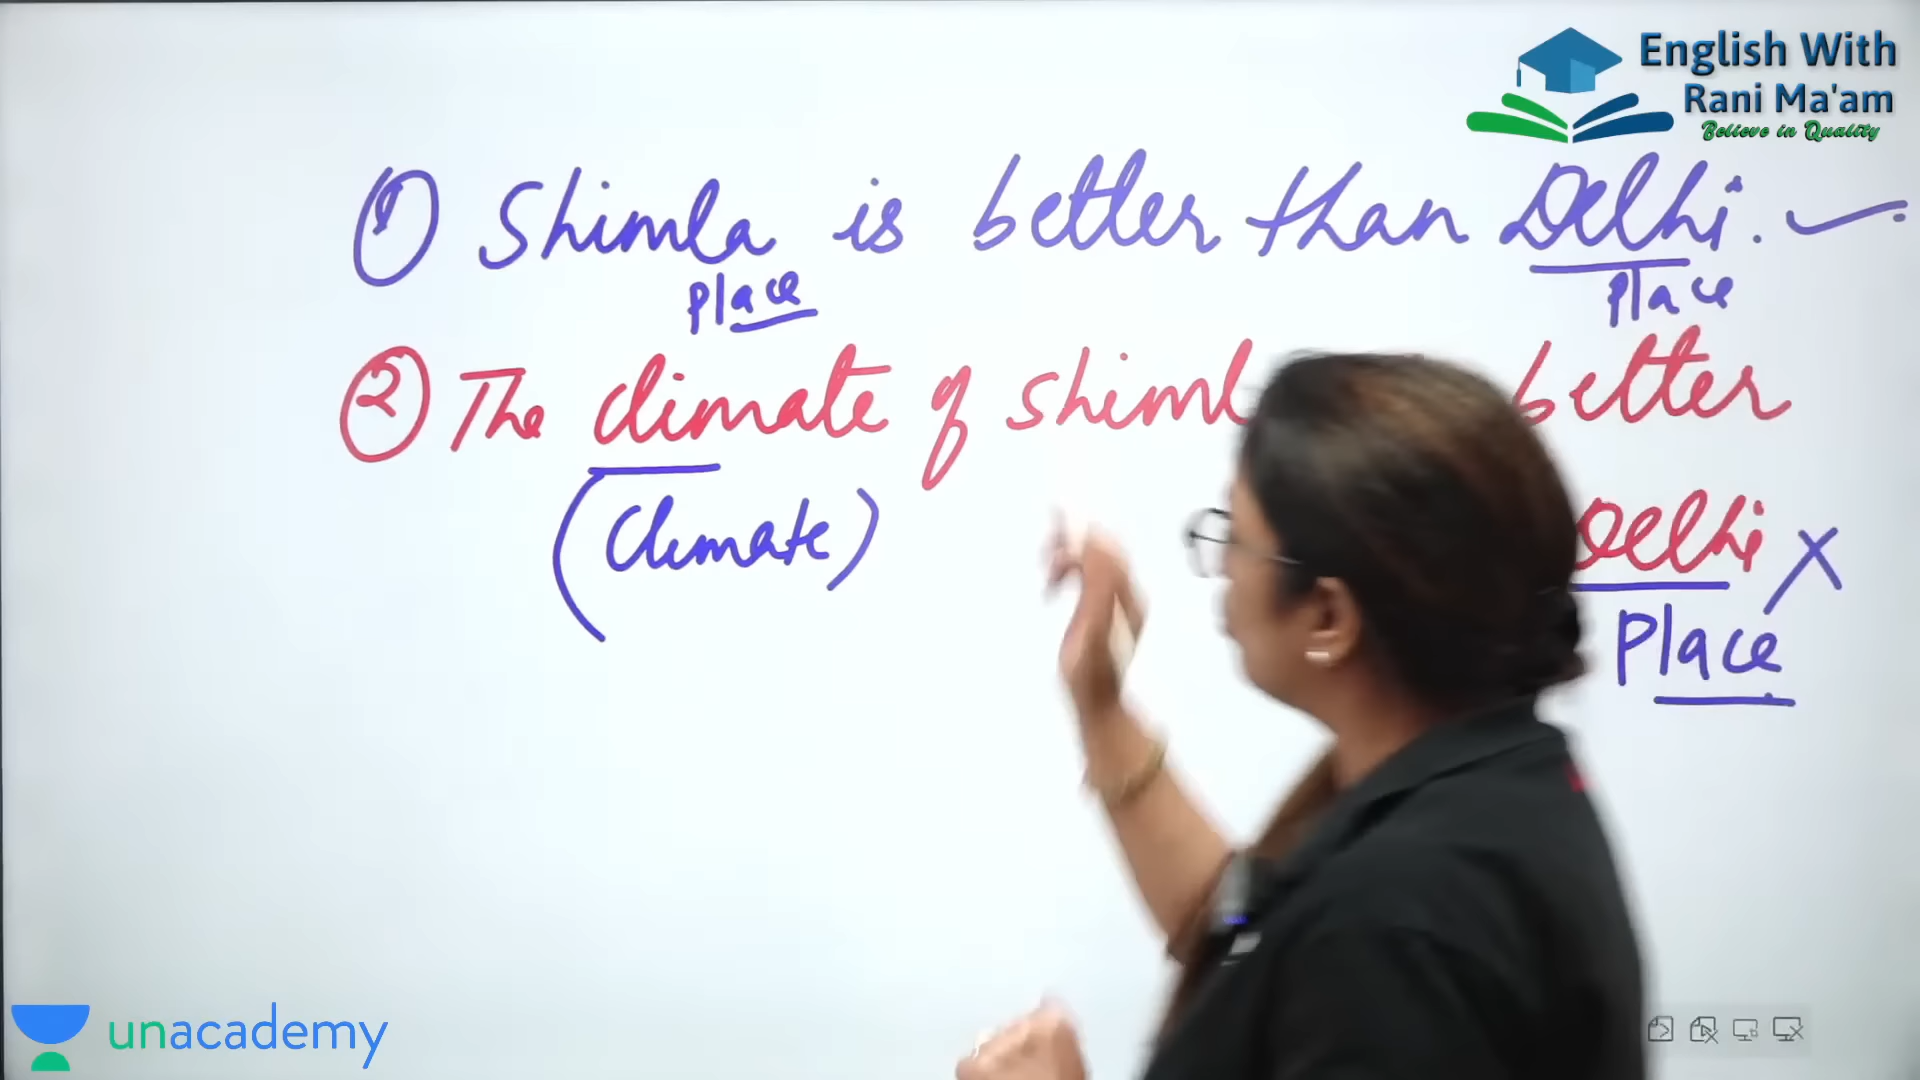 English With
Rani Ma'am
Believe in Quality
① Shimla is better than Delhi.
Place Place
② The climate of Shiml better
(Climate) Delhi
Place
unacademy